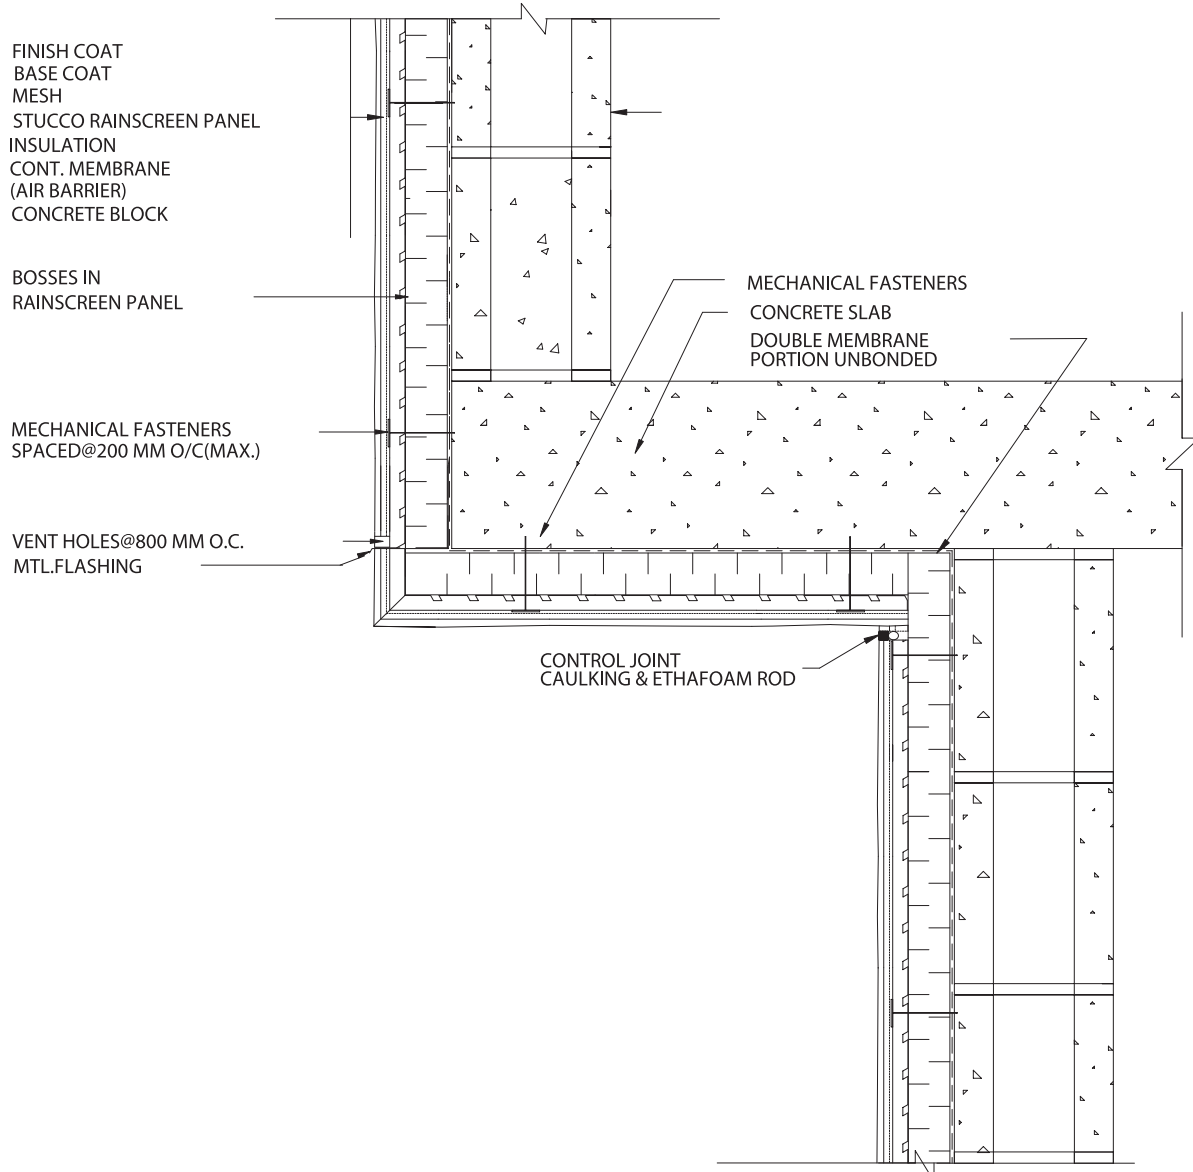 FINISH COAT
BASE COAT
MESH
STUCCO RAINSCREEN PANEL
INSULATION
CONT. MEMBRANE
(AIR BARRIER)
CONCRETE BLOCK
BOSSES IN
RAINSCREEN PANEL
MECHANICAL FASTENERS
CONCRETE SLAB
DOUBLE MEMBRANE
PORTION UNBONDED
MECHANICAL FASTENERS
SPACED@200 MM O/C(MAX.)
VENT HOLES@800 MM O.C.
MTL.FLASHING
CONTROL JOINT
CAULKING & ETHAFOAM ROD